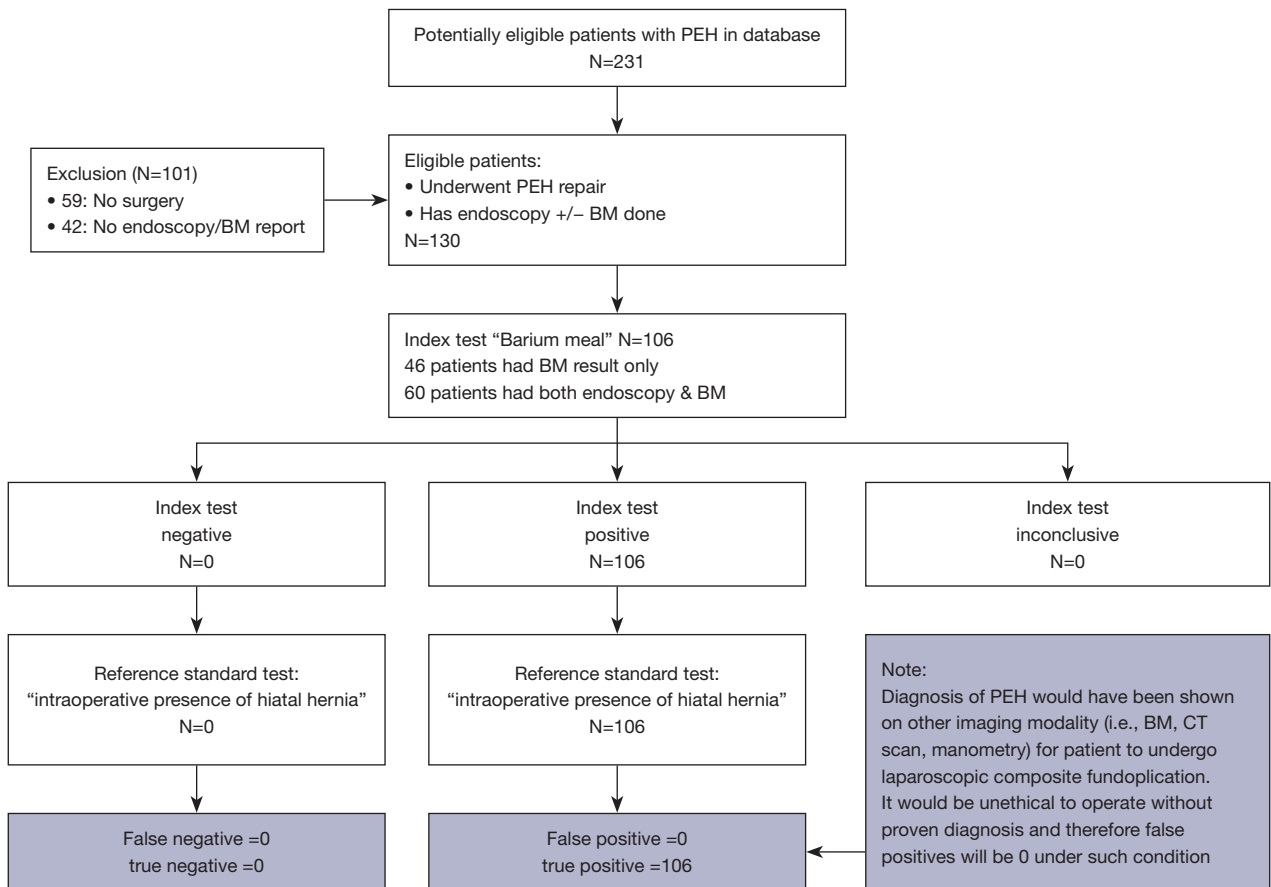 Potentially eligible patients with PEH in database
N=231
Exclusion (N=101)
• 59: No surgery
• 42: No endoscopy/BM report
Eligible patients:
• Underwent PEH repair
• Has endoscopy +/− BM done
N=130
Index test “Barium meal” N=106
46 patients had BM result only
60 patients had both endoscopy & BM
Index test
negative
N=0
Index test
positive
N=106
Index test
inconclusive
N=0
Reference standard test:
“intraoperative presence of hiatal hernia”
N=0
Reference standard test:
“intraoperative presence of hiatal hernia”
N=106
Note:
Diagnosis of PEH would have been shown
on other imaging modality (i.e., BM, CT
scan, manometry) for patient to undergo
laparoscopic composite fundoplication.
It would be unethical to operate without
proven diagnosis and therefore false
positives will be 0 under such condition
False negative =0
true negative =0
False positive =0
true positive =106